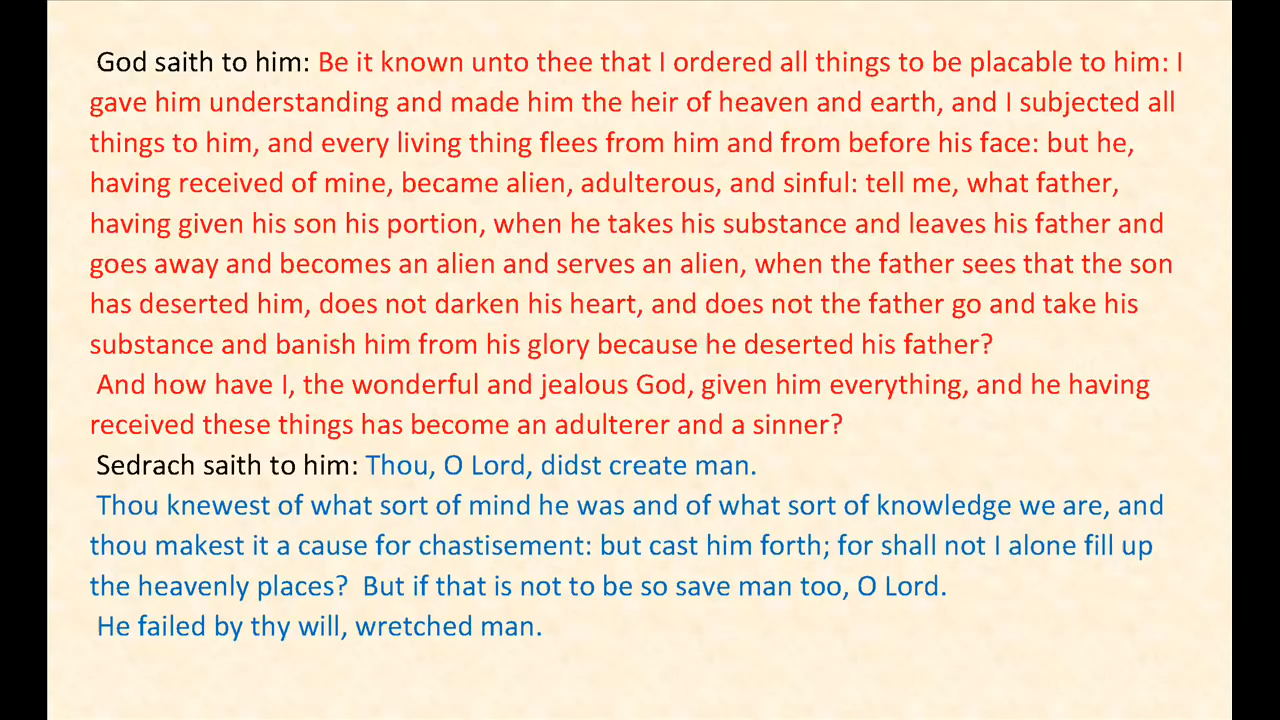 God saith to him: Be it known unto thee that I ordered all things to be placable to him: I
gave him understanding and made him the heir of heaven and earth, and I subjected all
things to him, and every living thing flees from him and from before his face: but he,
having received of mine, became alien, adulterous, and sinful: tell me, what father,
having given his son his portion, when he takes his substance and leaves his father and
goes away and becomes an alien and serves an alien, when the father sees that the son
has deserted him, does not darken his heart, and does not the father go and take his
substance and banish him from his glory because he deserted his father?
And how have I, the wonderful and jealous God, given him everything, and he having
received these things has become an adulterer and a sinner?
Sedrach saith to him: Thou, O Lord, didst create man.
Thou knewest of what sort of mind he was and of what sort of knowledge we are, and
thou makest it a cause for chastisement: but cast him forth; for shall not I alone fill up
the heavenly places?  But if that is not to be so save man too, O Lord.
He failed by thy will, wretched man.